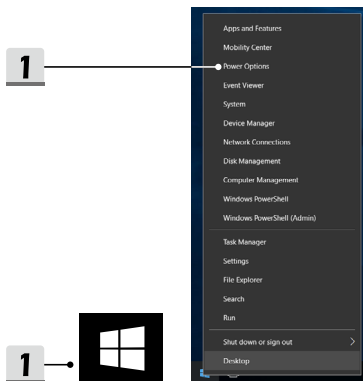 Apps and Features
Mobility Center
1
Power Options
Event Viewer
System
Device Manager
Network Connections
Disk Management
Computer Management
Windows PowerShell
Windows PowerShell (Admin)
Task Manager
Settings
File Explorer
Search
Run
Shut down or sign out
1
Desktop